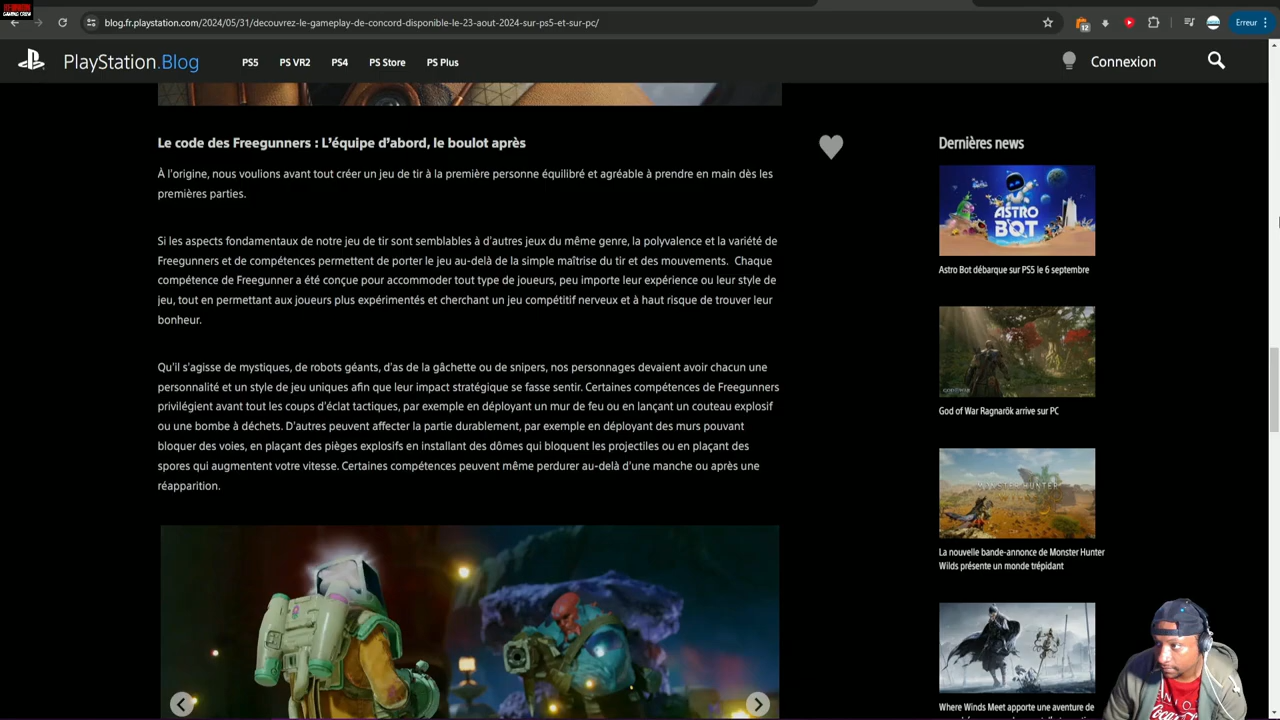 blog.fr.playstation.com/2024/05/31/decouvrez-le-gameplay-de-concord-disponible-le-23-aout-2024-sur-ps5-et-sur-pc/
12
Erreur
PlayStation.Blog
PS5
PS VR2
PS4
PS Store
PS Plus
Connexion
Le code des Freegunners : L'équipe d'abord, le boulot après
À l'origine, nous voulions avant tout créer un jeu de tir à la première personne équilibré et agréable à prendre en main dès les
premières parties.
Si les aspects fondamentaux de notre jeu de tir sont semblables à d'autres jeux du même genre, la polyvalence et la variété de
Freegunners et de compétences permettent de porter le jeu au-delà de la simple maîtrise du tir et des mouvements.  Chaque
compétence de Freegunner a été conçue pour accommoder tout type de joueurs, peu importe leur expérience ou leur style de
jeu, tout en permettant aux joueurs plus expérimentés et cherchant un jeu compétitif nerveux et à haut risque de trouver leur
bonheur.
Qu'il s'agisse de mystiques, de robots géants, d'as de la gâchette ou de snipers, nos personnages devaient avoir chacun une
personnalité et un style de jeu uniques afin que leur impact stratégique se fasse sentir. Certaines compétences de Freegunners
privilégient avant tout les coups d'éclat tactiques, par exemple en déployant un mur de feu ou en lançant un couteau explosif
ou une bombe à déchets. D'autres peuvent affecter la partie durablement, par exemple en déployant des murs pouvant
bloquer des voies, en plaçant des pièges explosifs en installant des dômes qui bloquent les projectiles ou en plaçant des
spores qui augmentent votre vitesse. Certaines compétences peuvent même perdurer au-delà d'une manche ou après une
réapparition.
Dernières news
ASTRO
BOT
Astro Bot débarque sur PS5 le 6 septembre
God of War Ragnarök arrive sur PC
MONSTER HUNTER
La nouvelle bande-annonce de Monster Hunter
Wilds présente un monde trépidant
Where Winds Meet apporte une aventure de